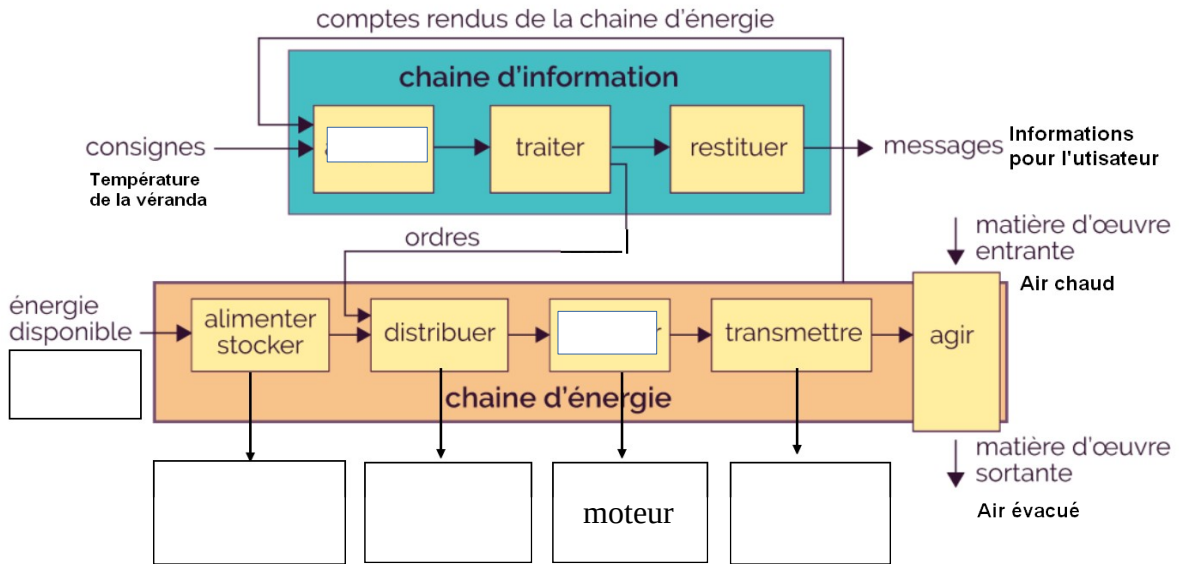 comptes rendus de la chaine d'énergie
chaine d'information
consignes
traiter
restituer
messages
Informations
pour l'utisateur
Température
de la véranda
ordres
matière d'œuvre
entrante
Air chaud
énergie
disponible
alimenter
stocker
distribuer
transmettre
agir
chaine d'énergie
moteur
matière d'œuvre
sortante
Air évacué